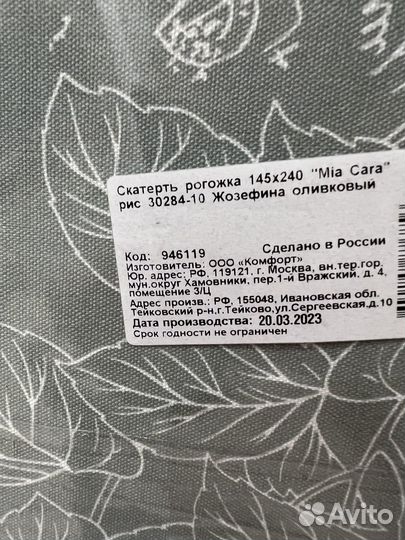 Скатерть рогожка 145х240 "Mia Cara"
рис 30284-10 Жозефина оливковый
Код: 946119 Сделано в России
Изготовитель: ООО «Комфорт»
Юр. адрес: РФ, 119121, г. Москва, вн.тер.гор.
мун.округ Хамовники, пер.1-й Вражский, д. 4,
помещение 3/Ц
Адрес произв.: РФ, 155048, Ивановская обл.
Тейковский р-н,г.Тейково,ул.Сергеевская,д.10
Дата производства: 20.03.2023
Срок годности не ограничен
Avito